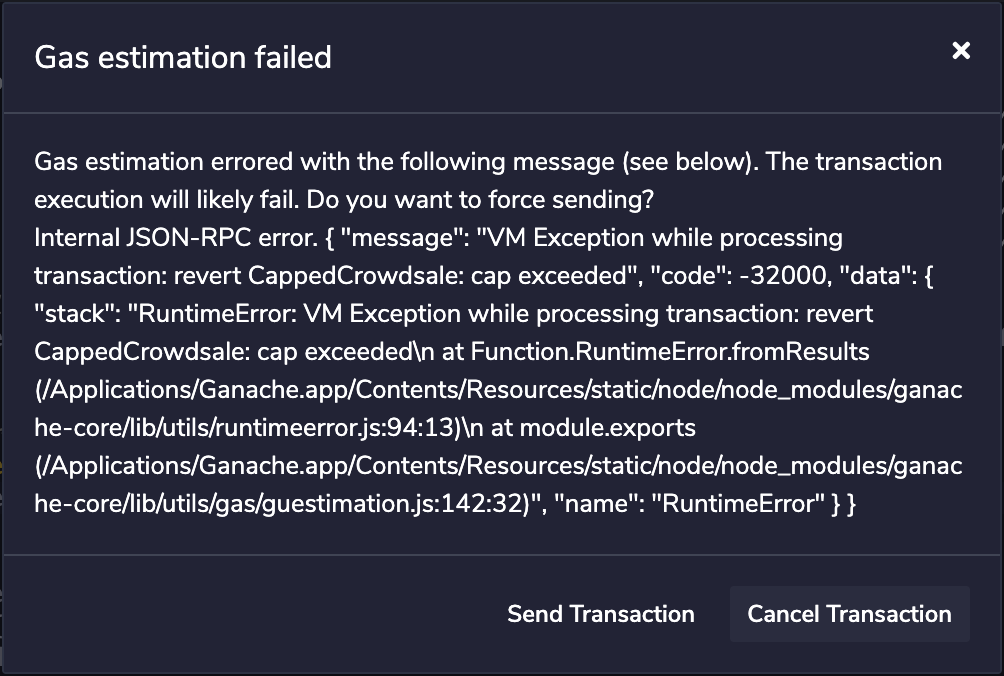 Gas estimation failed
Gas estimation errored with the following message (see below). The transaction
execution will likely fail. Do you want to force sending?
Internal JSON-RPC error. { "message": "VM Exception while processing
transaction: revert CappedCrowdsale: cap exceeded", "code": -32000, "data": {
"stack": "RuntimeError: VM Exception while processing transaction: revert
CappedCrowdsale: cap exceeded\n at Function.RuntimeError.fromResults
(/Applications/Ganache.app/Contents/Resources/static/node/node_modules/ganac
he-core/lib/utils/runtimeerror.js:94:13)\n at module.exports
(/Applications/Ganache.app/Contents/Resources/static/node/node_modules/ganac
he-core/lib/utils/gas/guestimation.js:142:32)", "name": "RuntimeError" } }
Send Transaction
Cancel Transaction